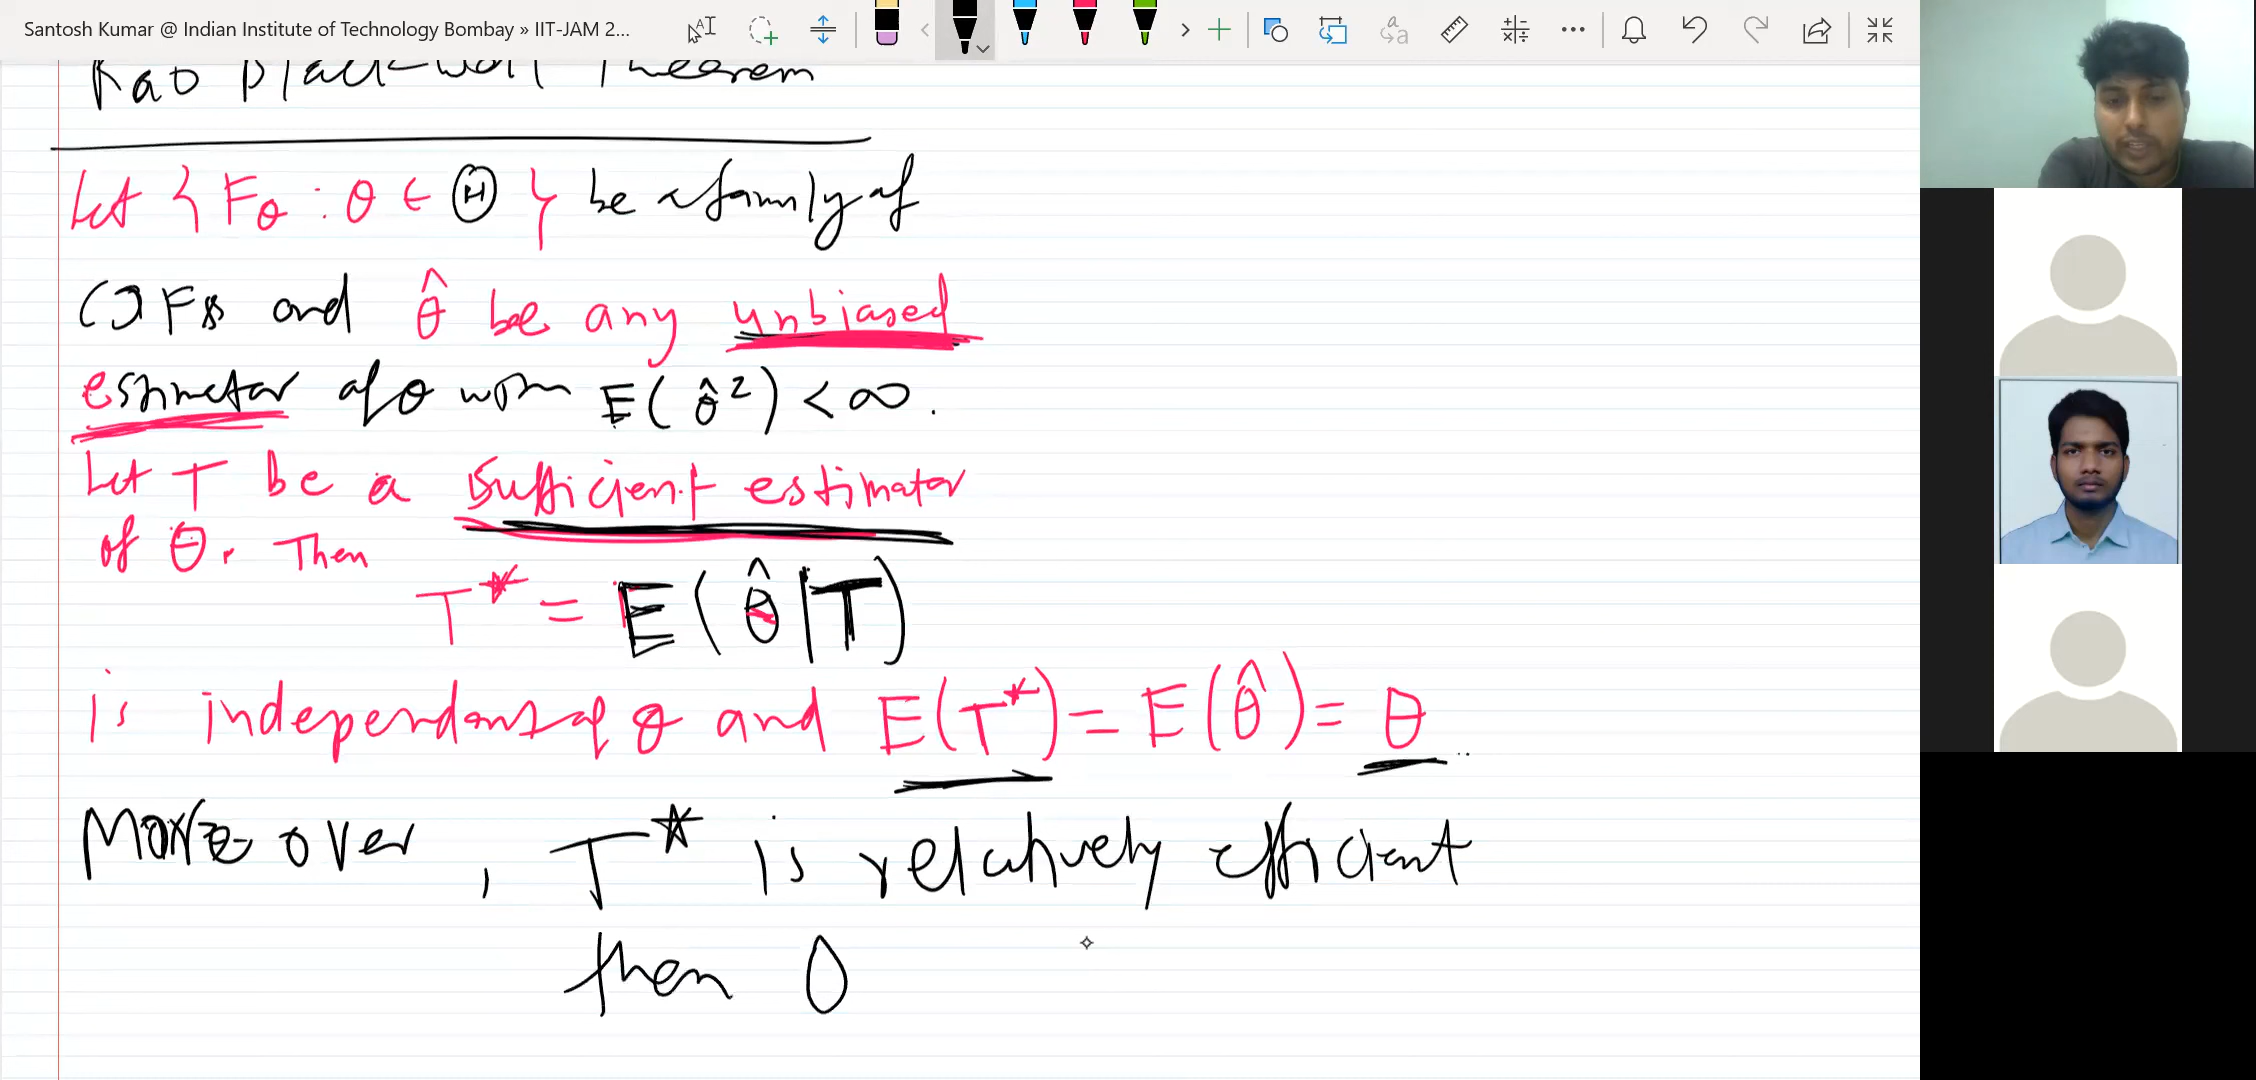 Santosh Kumar @ Indian Institute of Technology Bombay » IIT-JAM 2...
Rao Blackwell Theorem
Let { Fθ : θ ∈ Ⓗ } be a family of
CDFs and θ̂ be any unbiased
estimator of θ with E(θ̂²) < ∞.
Let T be a sufficient estimator
of θ. Then
T* = E(θ̂|T)
is independent of θ and E(T*) = E(θ̂) = θ
Moreover, T* is relatively efficient
then 0